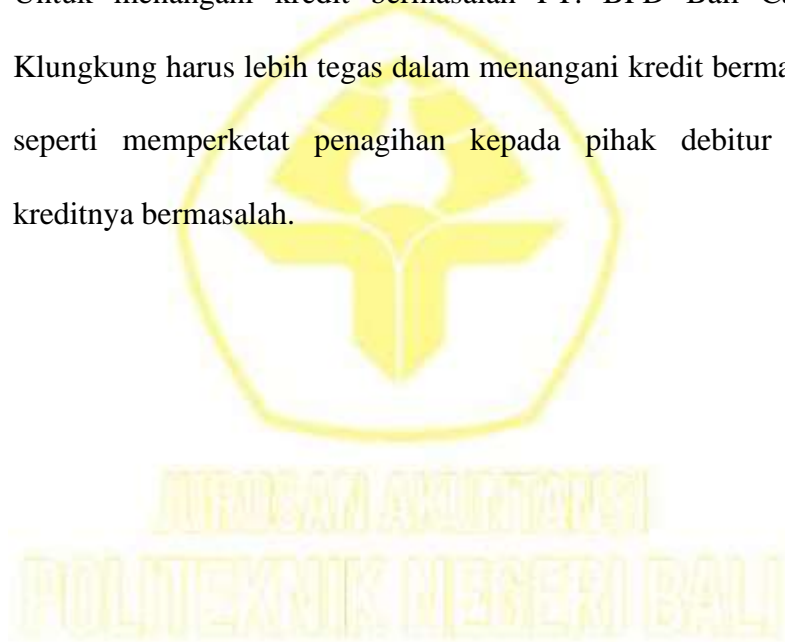 Untuk menangani kredit bermasalah PT. BPD Bali
Klungkung harus lebih tegas dalam menangani kredit
seperti memperketat penagihan kepada pihak debitur
kreditnya bermasalah.
JURUSAN AKUNTANSI
POLITEKNIK NEGERI BALI